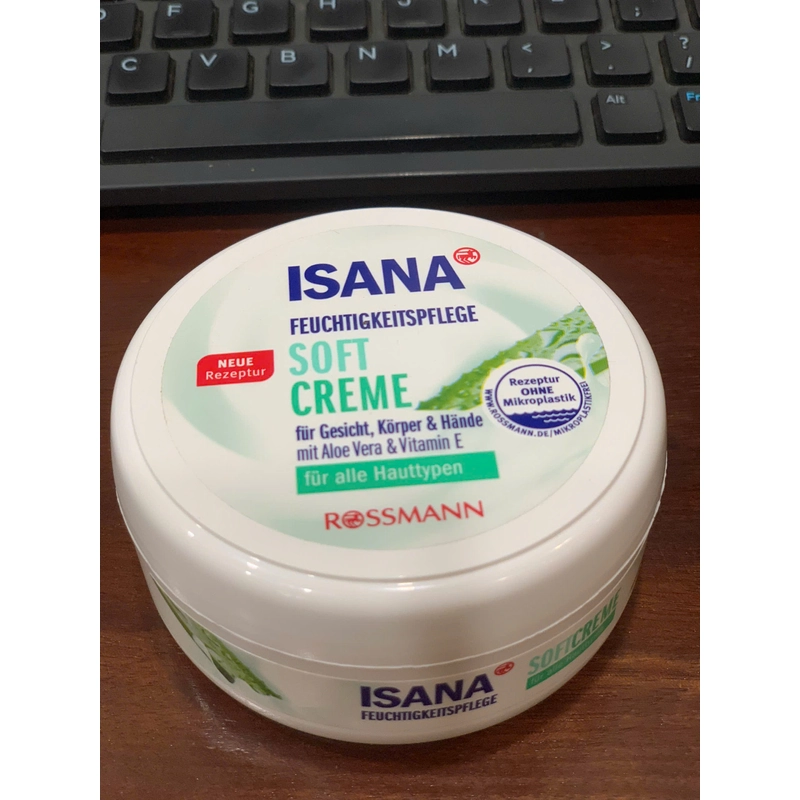 D F G H J K L
C V B N M < , > . ? /
Alt
ISANA
FEUCHTIGKEITSPFLEGE
NEUE
Rezeptur
SOFT
CREME
für Gesicht, Körper & Hände
mit Aloe Vera & Vitamin E
für alle Hauttypen
Rezeptur
OHNE
Mikroplastik
WWW.ROSSMANN.DE/MIKROPLASTIKFREI
ROSSMANN
ISANA
FEUCHTIGKEITSPFLEGE
SOFTCREME